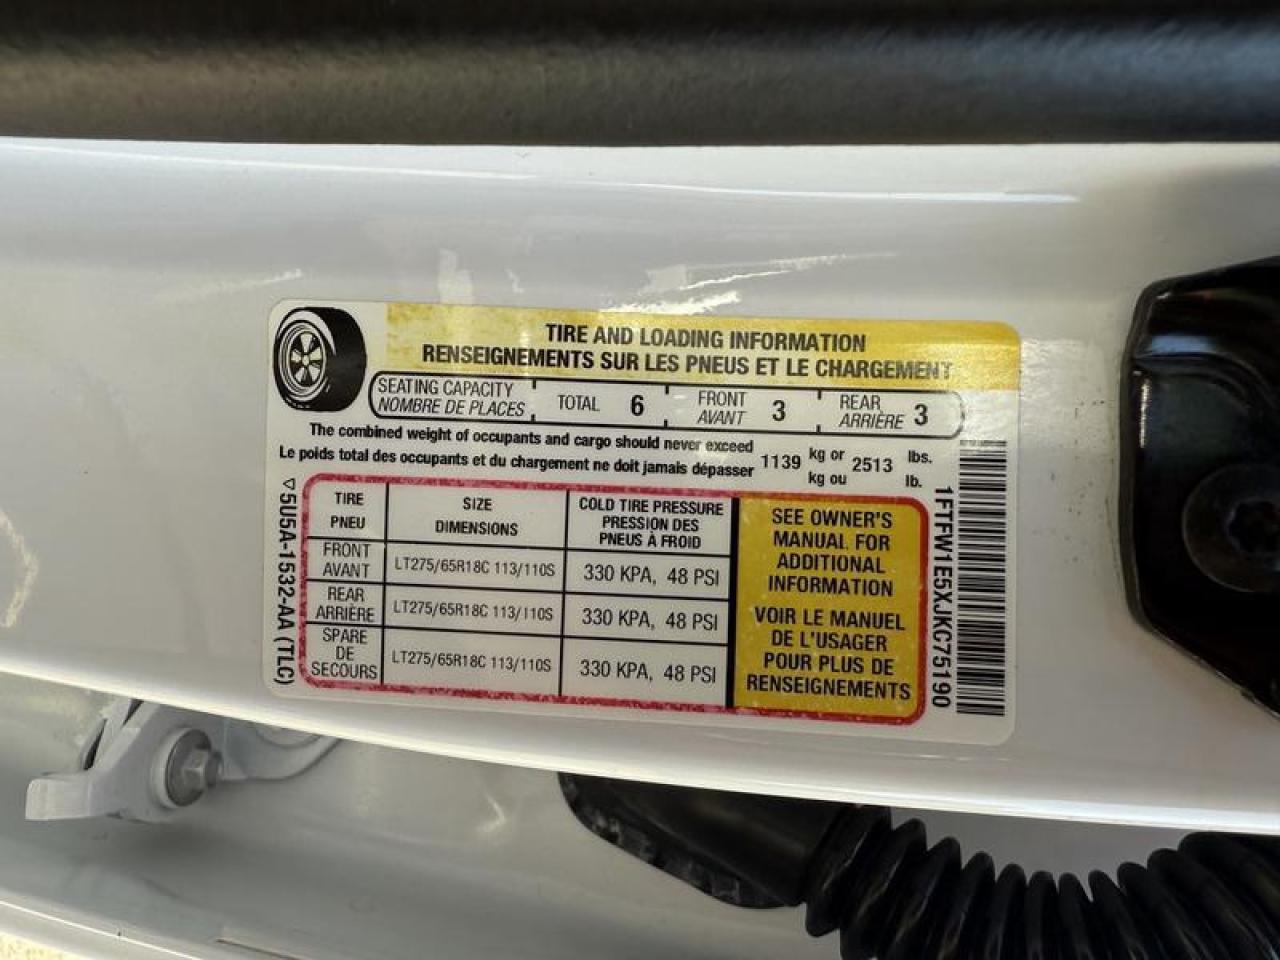 TIRE AND LOADING INFORMATION
RENSEIGNEMENTS SUR LES PNEUS ET LE CHARGEMENT
SEATING CAPACITY
NOMBRE DE PLACES
TOTAL 6
FRONT
AVANT 3
REAR
ARRIÈRE 3
The combined weight of occupants and cargo should never exceed
Le poids total des occupants et du chargement ne doit jamais dépasser
1139 kg or 2513 lbs.
kg ou lb.
TIRE
PNEU
SIZE
DIMENSIONS
COLD TIRE PRESSURE
PRESSION DES
PNEUS À FROID
FRONT
AVANT
LT275/65R18C 113/110S
330 KPA, 48 PSI
REAR
ARRIÈRE
LT275/65R18C 113/110S
330 KPA, 48 PSI
SPARE
DE
SECOURS
LT275/65R18C 113/110S
330 KPA, 48 PSI
SEE OWNER'S
MANUAL FOR
ADDITIONAL
INFORMATION
VOIR LE MANUEL
DE L'USAGER
POUR PLUS DE
RENSEIGNEMENTS
▽5U5A-1532-AA (TLC)
1FTFW1E5XJKC75190